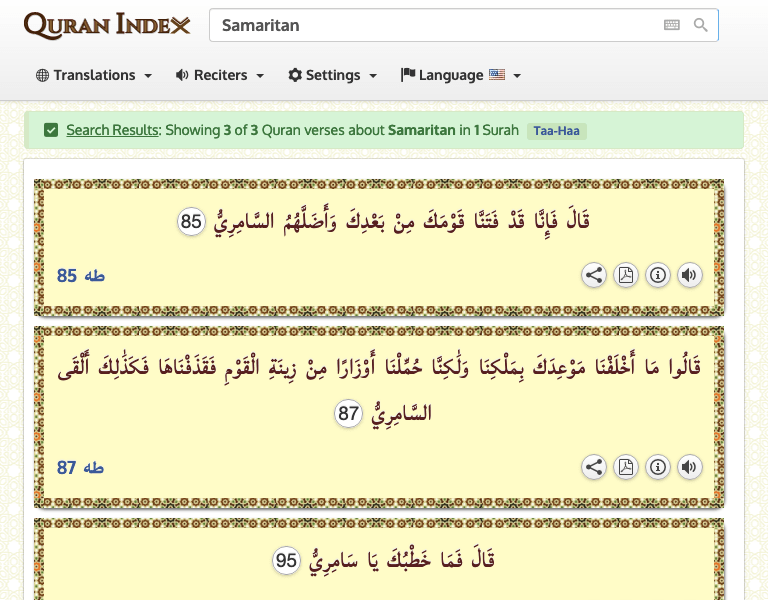 QURAN INDEX
Samaritan
Translations Reciters Settings Language
Search Results: Showing 3 of 3 Quran verses about Samaritan in 1 Surah Taa-Haa
قَالَ فَإِنَّا قَدْ فَتَنَّا قَوْمَكَ مِنْ بَعْدِكَ وَأَضَلَّهُمُ السَّامِرِيُّ 85
طه 85
قَالُوا مَا أَخْلَفْنَا مَوْعِدَكَ بِمَلْكِنَا وَلَٰكِنَّا حُمِّلْنَا أَوْزَارًا مِنْ زِينَةِ الْقَوْمِ فَقَذَفْنَاهَا فَكَذَٰلِكَ أَلْقَى
السَّامِرِيُّ 87
طه 87
قَالَ فَمَا خَطْبُكَ يَا سَامِرِيُّ 95